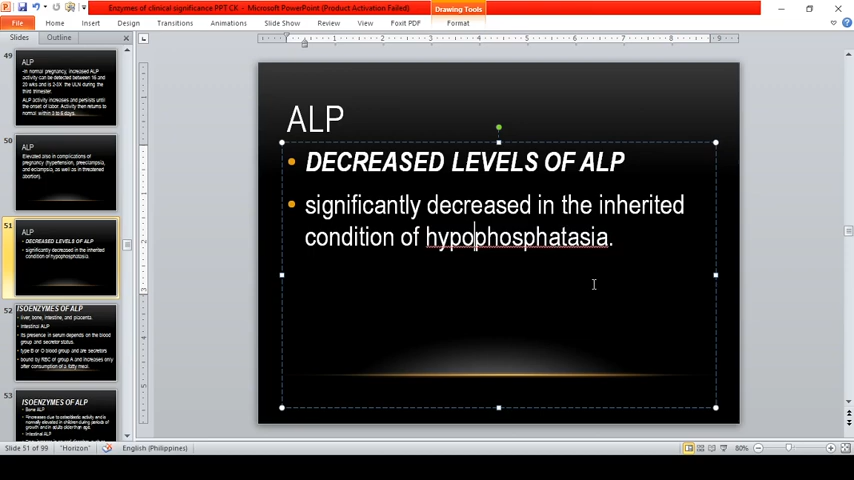 Enzymes of clinical significance PPT CK - Microsoft PowerPoint (Product Activation Failed)
Drawing Tools
File Home Insert Design Transitions Animations Slide Show Review View Foxit PDF Format
Slides Outline
49
ALP
-In normal pregnancy, increased ALP
activity can be detected between 16 and
20 wks and is 2-3X the ULN during the
third trimester.
ALP activity increases and persists until
the onset of labor. Activity then returns to
normal within 3 to 6 days.
50
ALP
Elevated also in complications of
pregnancy (hypertension, preeclampsia,
and eclampsia, as well as in threatened
abortion).
51
ALP
• DECREASED LEVELS OF ALP
• significantly decreased in the inherited
condition of hypophosphatasia.
52
ISOENZYMES OF ALP
• liver, bone, intestine, and placenta.
• Intestinal ALP
• its presence in serum depends on the blood
group and secretor status.
• type B or O blood group and are secretors
• bound by RBC of group A and increases only
after consumption of a fatty meal.
53
ISOENZYMES OF ALP
• Bone ALP
increases due to osteoblastic activity and is
normally elevated in children during periods of
growth and in adults older than age.
• Intestinal ALP
ALP
• DECREASED LEVELS OF ALP
• significantly decreased in the inherited
condition of hypophosphatasia.
Slide 51 of 99 "Horizon" English (Philippines) 80%